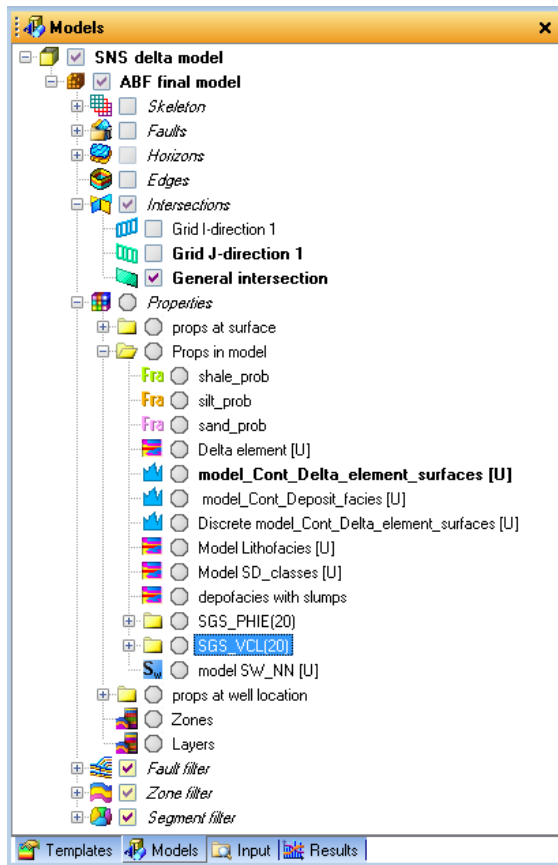 Models
SNS delta model
ABF final model
Skeleton
Faults
Horizons
Edges
Intersections
Grid I-direction 1
Grid J-direction 1
General intersection
Properties
props at surface
Props in model
Fra shale_prob
Fra silt_prob
Fra sand_prob
Delta element [U]
model_Cont_Delta_element_surfaces [U]
model_Cont_Deposit_facies [U]
Discrete model_Cont_Delta_element_surfaces [U]
Model Lithofacies [U]
Model SD_classes [U]
depofacies with slumps
SGS_PHIE(20)
SGS_VCL(20)
Sw model SW_NN [U]
props at well location
Zones
Layers
Fault filter
Zone filter
Segment filter
Templates Models Input Results